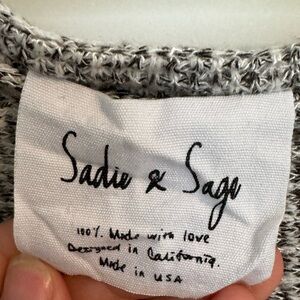 Sadie & Sage
100% Made with love
Designed in California.
Made in USA